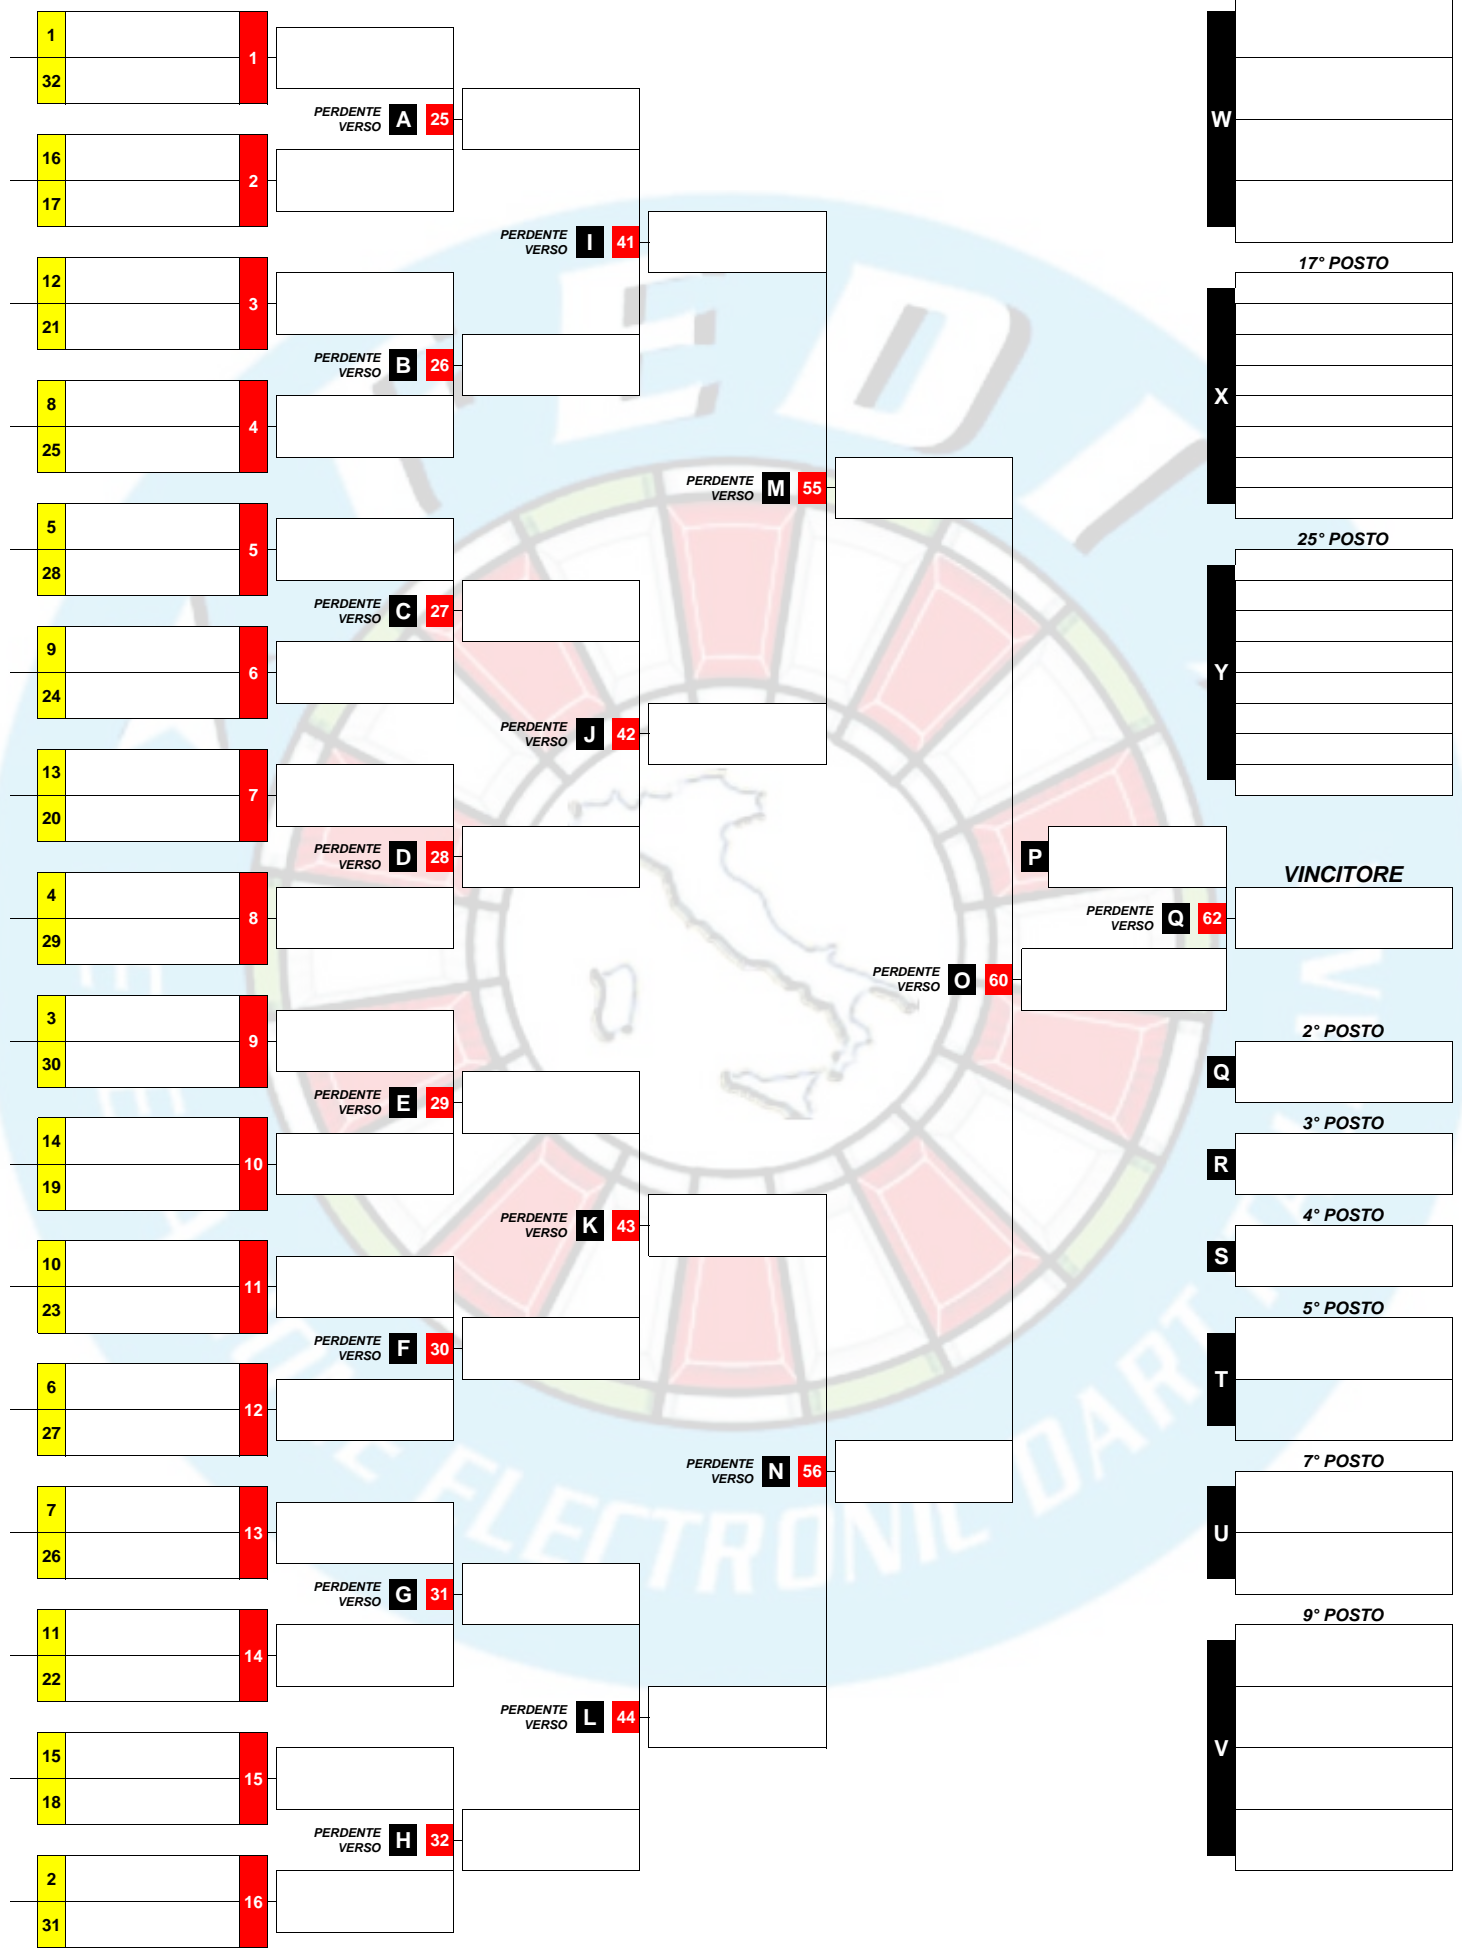 1
1
32
PERDENTE
VERSO A 25
16
2
17
PERDENTE
VERSO I 41
12
3
21
PERDENTE
VERSO B 26
8
4
25
PERDENTE
VERSO M 55
5
5
28
PERDENTE
VERSO C 27
9
6
24
PERDENTE
VERSO J 42
13
7
20
PERDENTE
VERSO D 28
4
8
29
PERDENTE
VERSO O 60
3
9
30
PERDENTE
VERSO E 29
14
10
19
PERDENTE
VERSO K 43
10
11
23
PERDENTE
VERSO F 30
6
12
27
PERDENTE
VERSO N 56
7
13
26
PERDENTE
VERSO G 31
11
14
22
PERDENTE
VERSO L 44
15
15
18
PERDENTE
VERSO H 32
2
16
31
W
17° POSTO
X
25° POSTO
Y
P
VINCITORE
PERDENTE
VERSO Q 62
2° POSTO
Q
3° POSTO
R
4° POSTO
S
5° POSTO
T
7° POSTO
U
9° POSTO
V
FEDI
ELECTRONIC DART